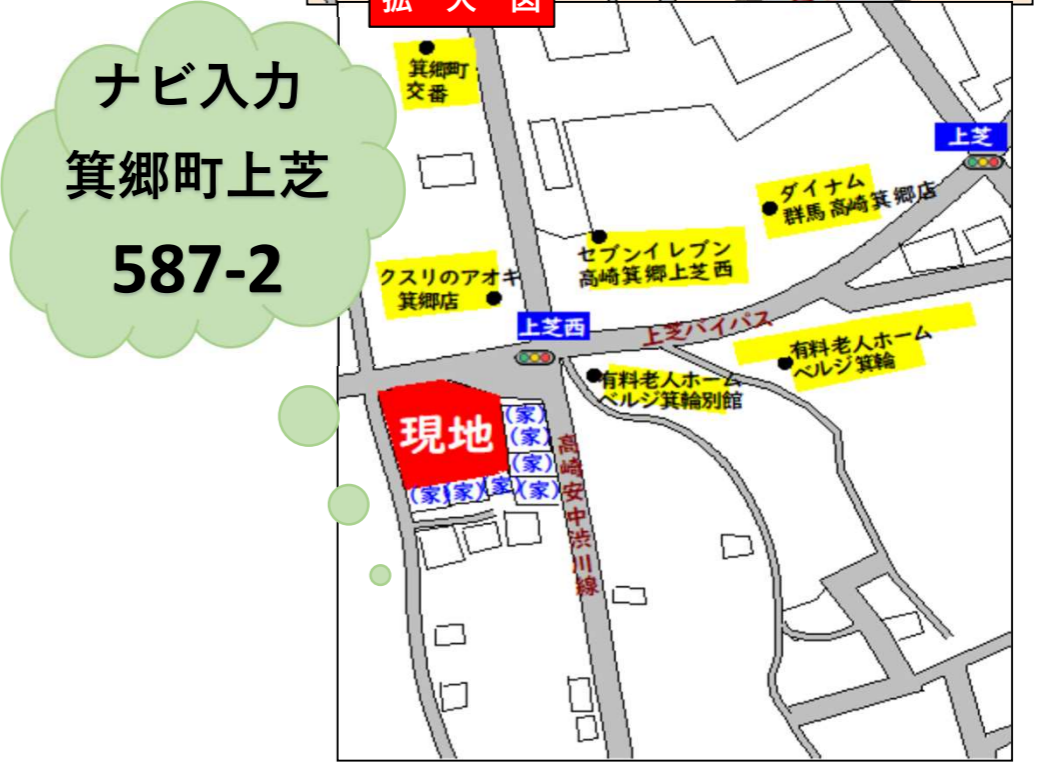 拡大図
ナビ入力
箕郷町上芝
587-2
箕郷町
交番
上芝
ダイナム
群馬高崎箕郷店
セブンイレブン
高崎箕郷上芝西
クスリのアオキ
箕郷店
上芝西
上芝バイパス
有料老人ホーム
ベルジ箕輪
有料老人ホーム
ベルジ箕輪別館
現地
(家)
(家)
(家)
(家)
(家)
(家)
(家)
高崎安中渋川線